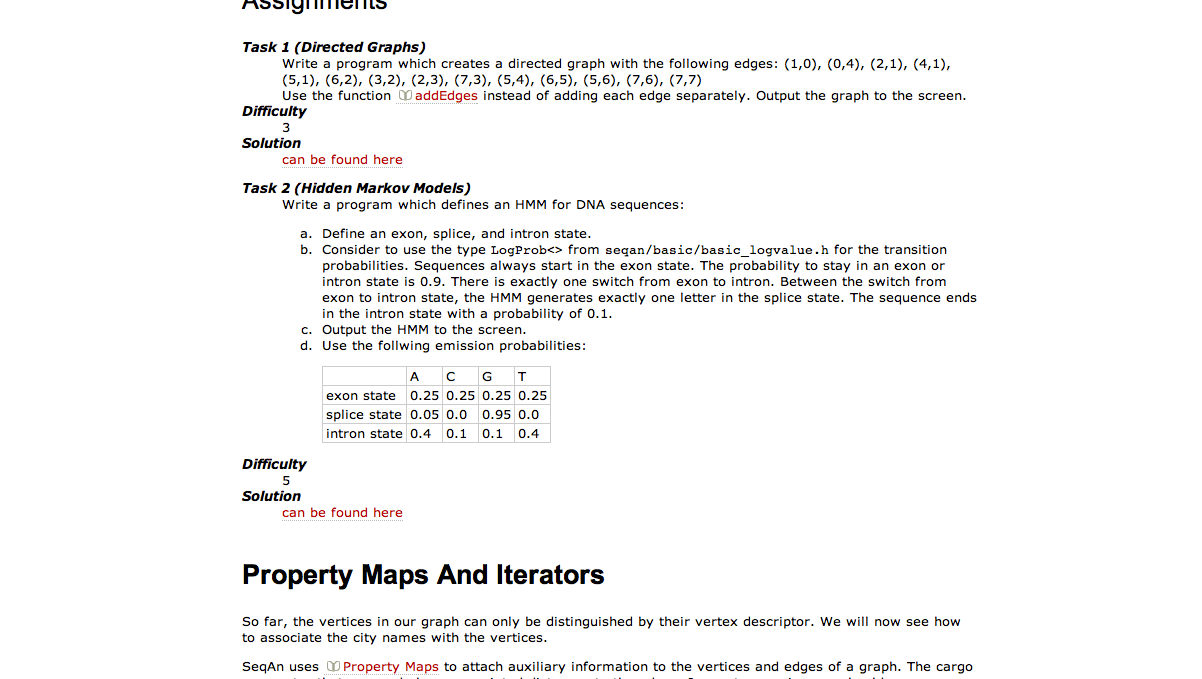 Assignments
Task 1 (Directed Graphs)
Write a program which creates a directed graph with the following edges: (1,0), (0,4), (2,1), (4,1),
(5,1), (6,2), (3,2), (2,3), (7,3), (5,4), (6,5), (5,6), (7,6), (7,7)
Use the function addEdges instead of adding each edge separately. Output the graph to the screen.
Difficulty
3
Solution
can be found here
Task 2 (Hidden Markov Models)
Write a program which defines an HMM for DNA sequences:
a. Define an exon, splice, and intron state.
b. Consider to use the type LogProb<> from seqan/basic/basic_logvalue.h for the transition
probabilities. Sequences always start in the exon state. The probability to stay in an exon or
intron state is 0.9. There is exactly one switch from exon to intron. Between the switch from
exon to intron state, the HMM generates exactly one letter in the splice state. The sequence ends
in the intron state with a probability of 0.1.
c. Output the HMM to the screen.
d. Use the follwing emission probabilities:
A C G T
exon state 0.25 0.25 0.25 0.25
splice state 0.05 0.0 0.95 0.0
intron state 0.4 0.1 0.1 0.4
Difficulty
5
Solution
can be found here
Property Maps And Iterators
So far, the vertices in our graph can only be distinguished by their vertex descriptor. We will now see how
to associate the city names with the vertices.
SeqAn uses Property Maps to attach auxiliary information to the vertices and edges of a graph. The cargo